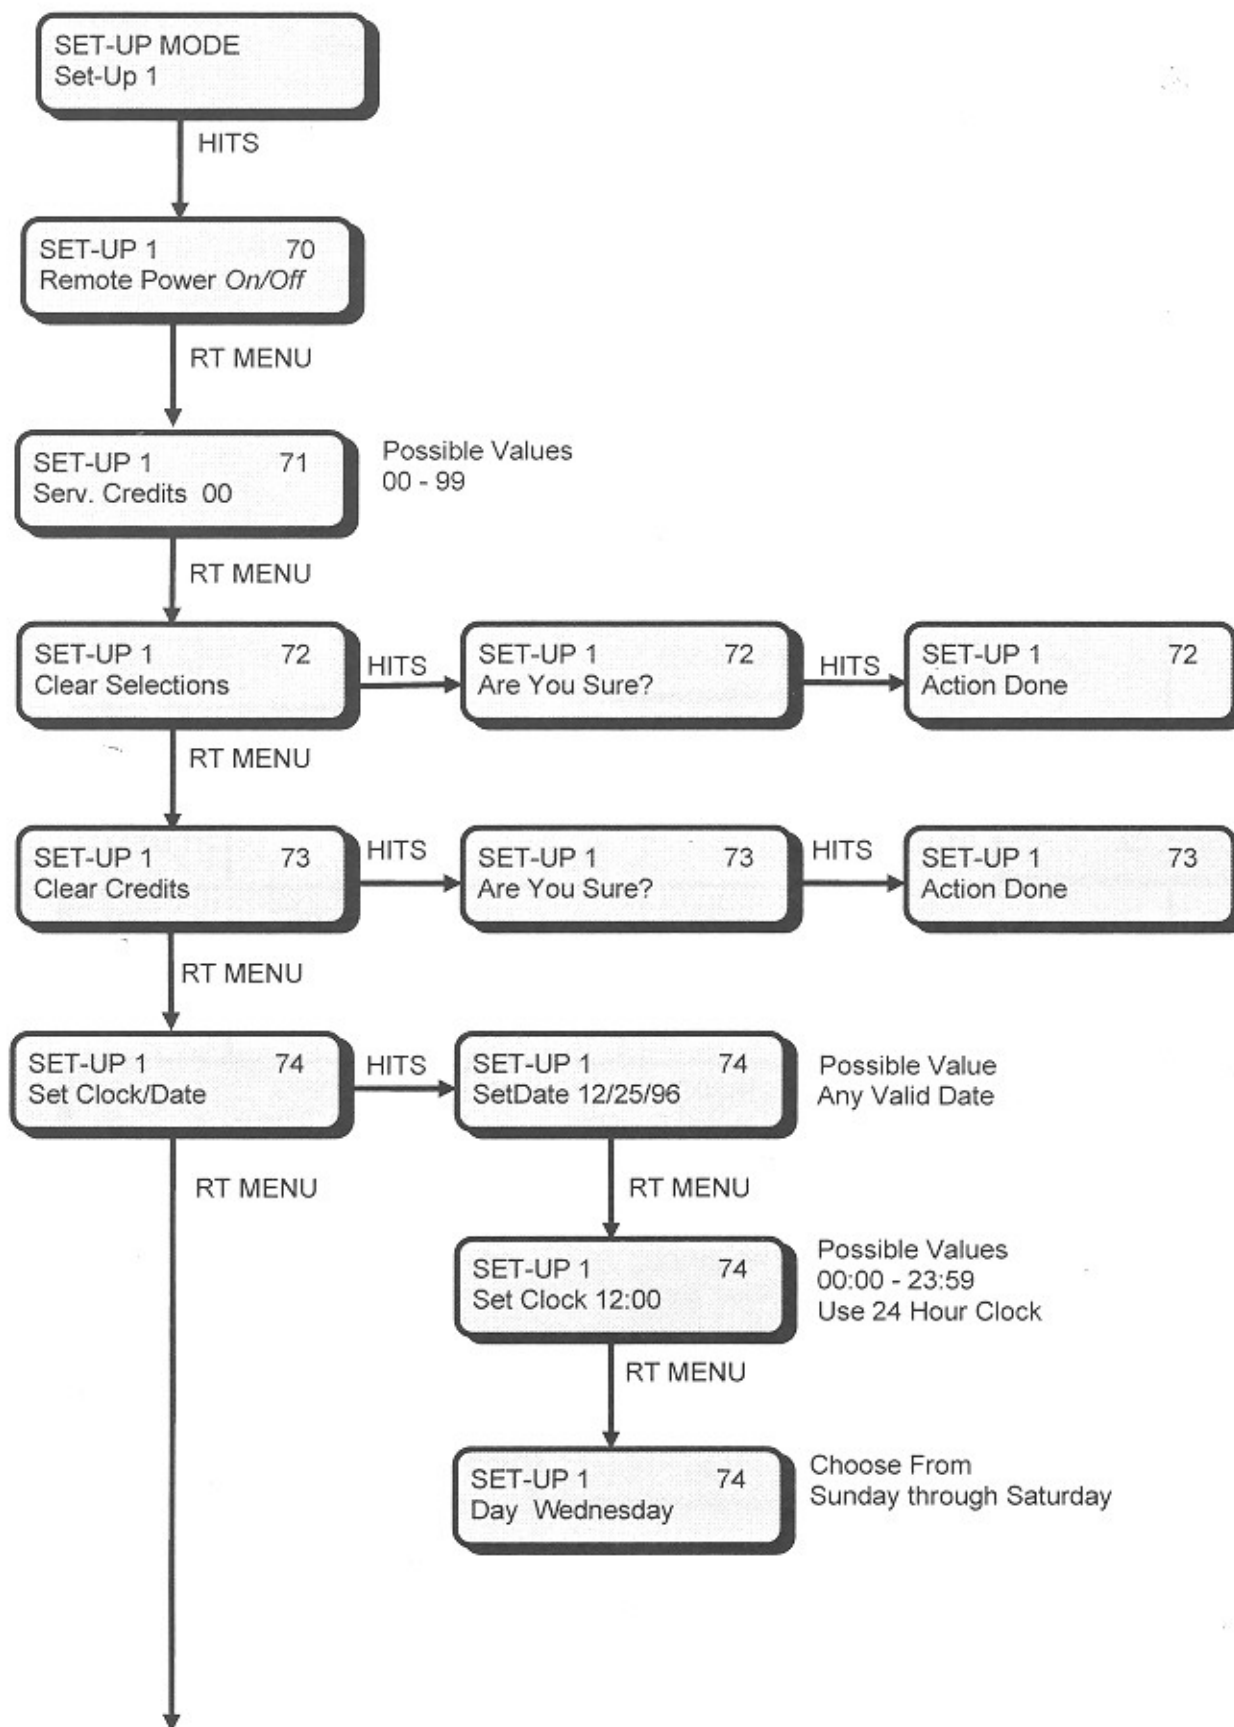 SET-UP MODE
Set-Up 1
HITS
SET-UP 1 70
Remote Power On/Off
RT MENU
SET-UP 1 71
Serv. Credits 00
Possible Values
00 - 99
RT MENU
SET-UP 1 72
Clear Selections
HITS
SET-UP 1 72
Are You Sure?
HITS
SET-UP 1 72
Action Done
RT MENU
SET-UP 1 73
Clear Credits
HITS
SET-UP 1 73
Are You Sure?
HITS
SET-UP 1 73
Action Done
RT MENU
SET-UP 1 74
Set Clock/Date
HITS
SET-UP 1 74
SetDate 12/25/96
Possible Value
Any Valid Date
RT MENU
RT MENU
SET-UP 1 74
Set Clock 12:00
Possible Values
00:00 - 23:59
Use 24 Hour Clock
RT MENU
SET-UP 1 74
Day Wednesday
Choose From
Sunday through Saturday